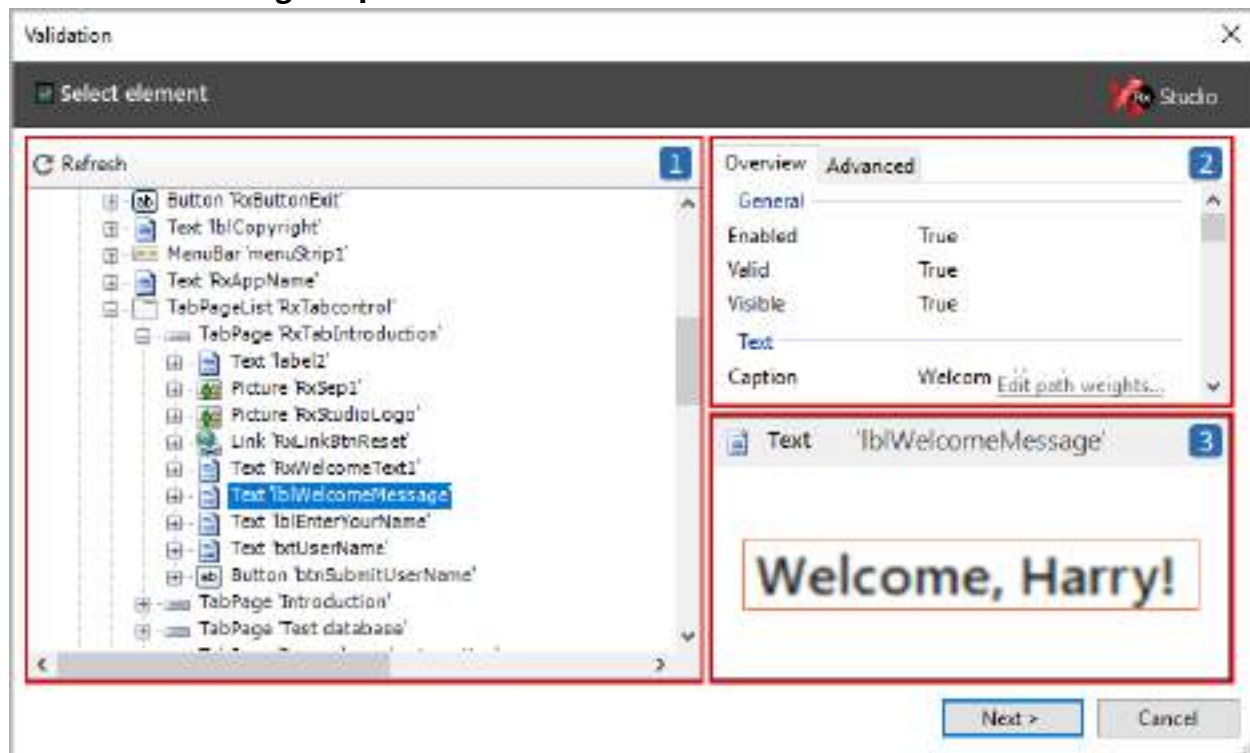 Validation
Select element
Rx Studio
Refresh
1
Button 'RxButtonExit'
Text 'lblCopyright'
MenuBar 'menuStrip1'
Text 'RxAppName'
TabPageList 'RxTabcontrol'
TabPage 'RxTabIntroduction'
Text 'label2'
Picture 'RxSep1'
Picture 'RxStudioLogo'
Link 'RxLinkBtnReset'
Text 'RxWelcomeText1'
Text 'lblWelcomeMessage'
Text 'lblEnterYourName'
Text 'txtUserName'
Button 'btnSubmitUserName'
TabPage 'Introduction'
TabPage 'Test database'
Overview Advanced 2
General
Enabled True
Valid True
Visible True
Text
Caption Welcom Edit path weights...
Text 'lblWelcomeMessage' 3
Welcome, Harry!
Next > Cancel